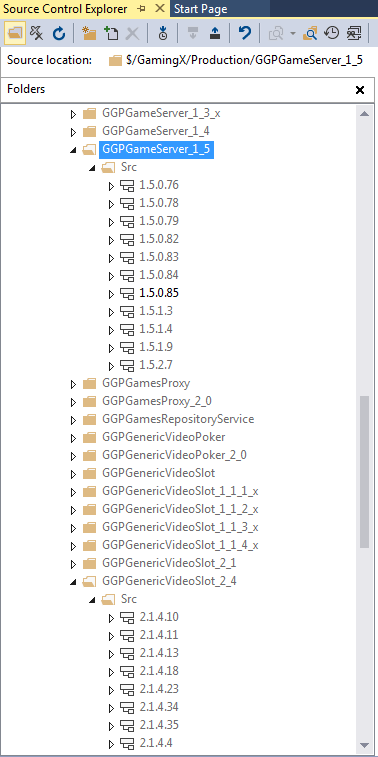 Source Control Explorer Start Page
Source location: $/GamingX/Production/GGPGameServer_1_5
Folders
GGPGameServer_1_3_x
GGPGameServer_1_4
GGPGameServer_1_5
Src
1.5.0.76
1.5.0.78
1.5.0.79
1.5.0.82
1.5.0.83
1.5.0.84
1.5.0.85
1.5.1.3
1.5.1.4
1.5.1.9
1.5.2.7
GGPGamesProxy
GGPGamesProxy_2_0
GGPGamesRepositoryService
GGPGenericVideoPoker
GGPGenericVideoPoker_2_0
GGPGenericVideoSlot
GGPGenericVideoSlot_1_1_1_x
GGPGenericVideoSlot_1_1_2_x
GGPGenericVideoSlot_1_1_3_x
GGPGenericVideoSlot_1_1_4_x
GGPGenericVideoSlot_2_1
GGPGenericVideoSlot_2_4
Src
2.1.4.10
2.1.4.11
2.1.4.13
2.1.4.18
2.1.4.23
2.1.4.34
2.1.4.35
2.1.4.4